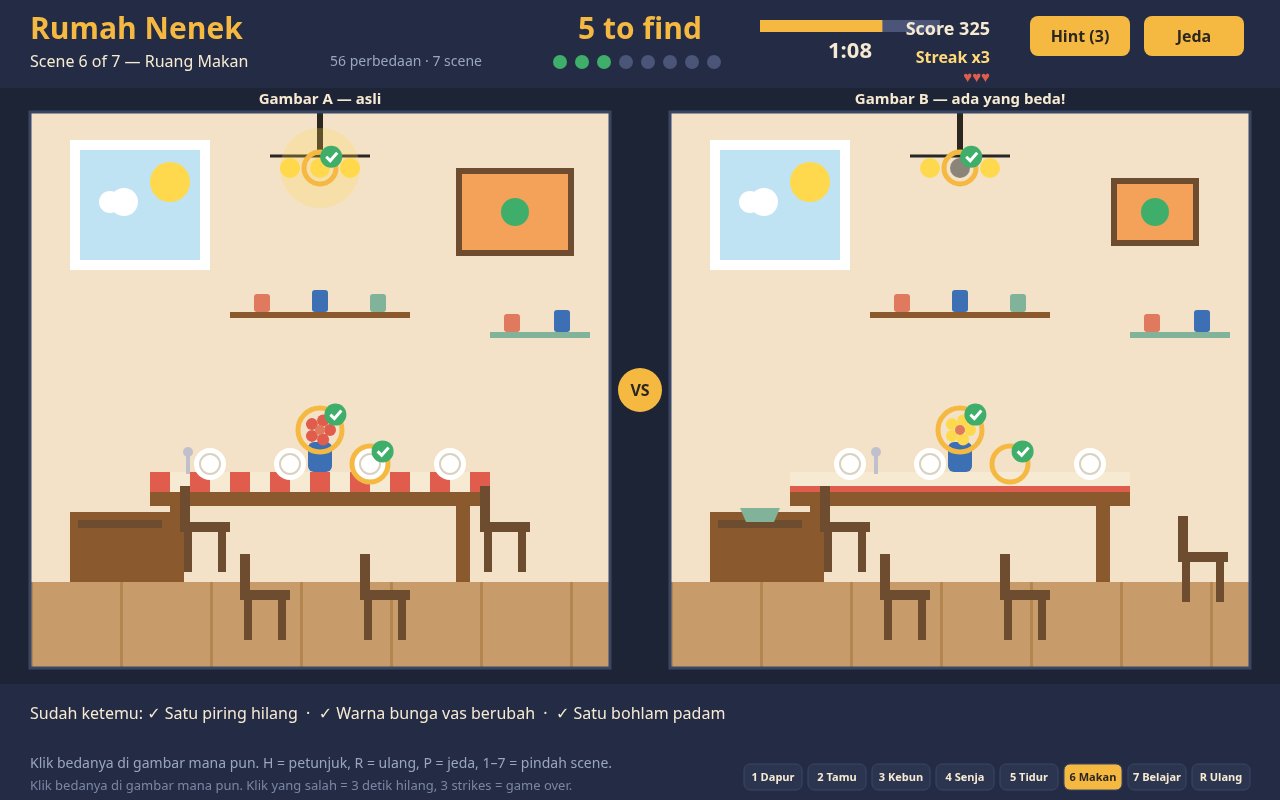 Rumah Nenek
Scene 6 of 7 — Ruang Makan
56 perbedaan · 7 scene
5 to find
1:08
Score 325
Streak x3
♥♥♥
Hint (3)
Jeda
Gambar A — asli
Gambar B — ada yang beda!
VS
Sudah ketemu: ✓ Satu piring hilang · ✓ Warna bunga vas berubah · ✓ Satu bohlam padam
Klik bedanya di gambar mana pun. H = petunjuk, R = ulang, P = jeda, 1–7 = pindah scene.
Klik bedanya di gambar mana pun. Klik yang salah = 3 detik hilang, 3 strikes = game over.
1 Dapur
2 Tamu
3 Kebun
4 Senja
5 Tidur
6 Makan
7 Belajar
R Ulang